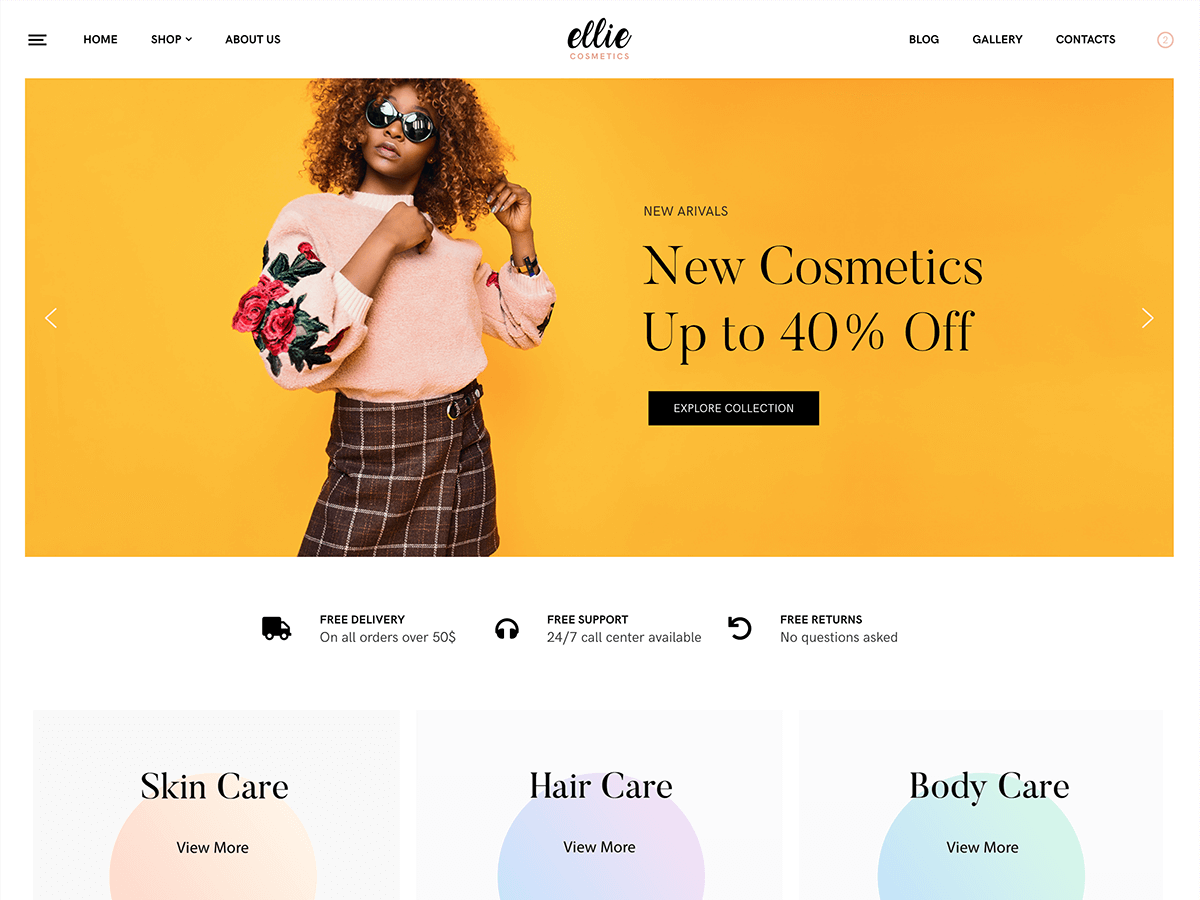 HOME SHOP ABOUT US
ellie
COSMETICS
BLOG GALLERY CONTACTS 2
NEW ARIVALS
New Cosmetics
Up to 40% Off
EXPLORE COLLECTION
FREE DELIVERY
On all orders over 50$
FREE SUPPORT
24/7 call center available
FREE RETURNS
No questions asked
Skin Care
View More
Hair Care
View More
Body Care
View More